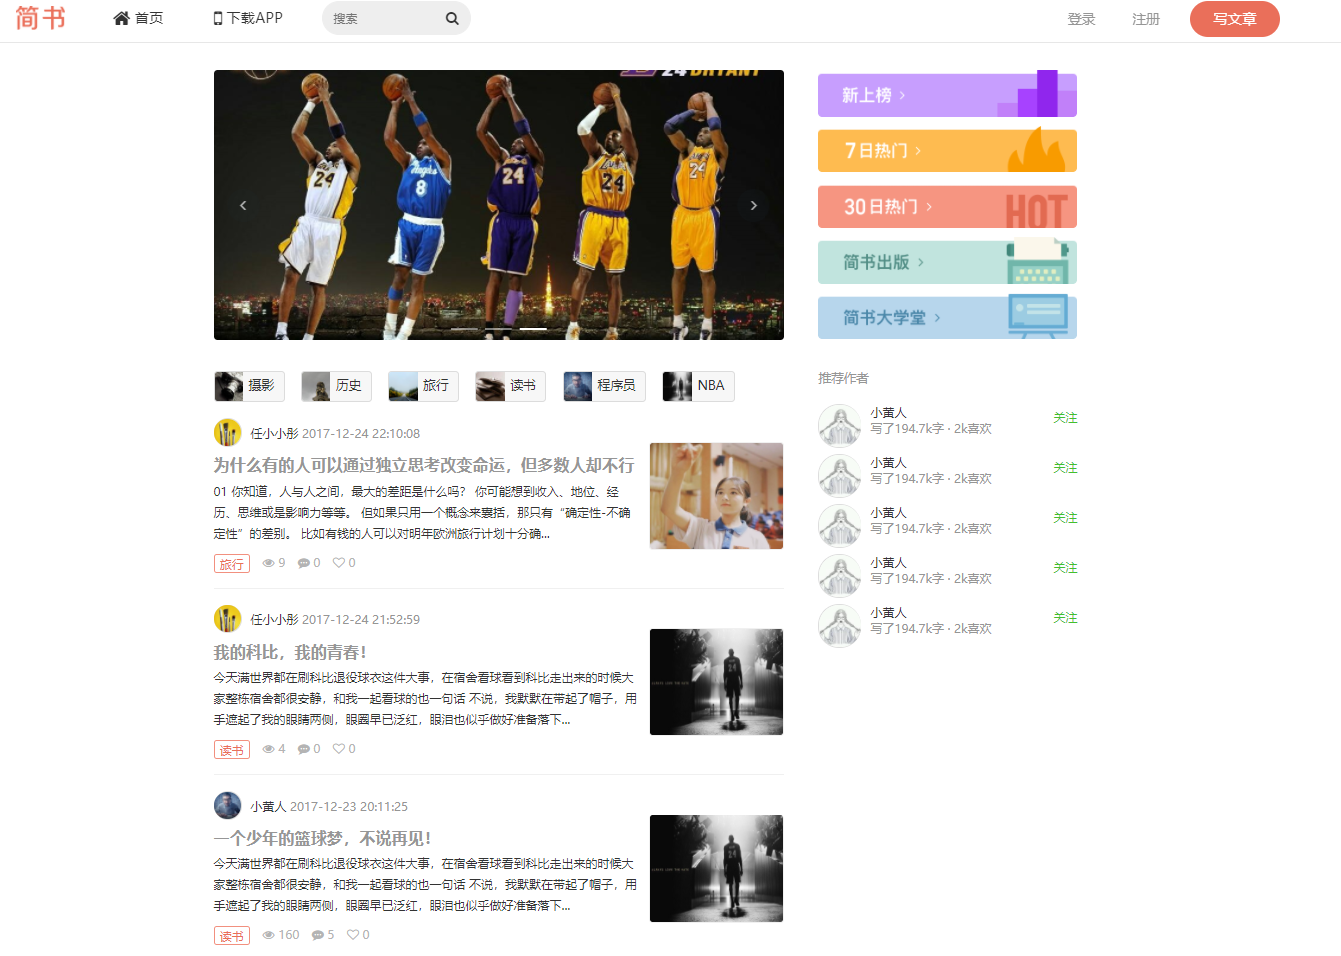 简书
首页
下载APP
搜索
登录
注册
写文章
24 BRYANT
24
8
24
24
24
新上榜
7日热门
30日热门
HOT
简书出版
简书大学堂
摄影
历史
旅行
读书
程序员
NBA
任小小彤 2017-12-24 22:10:08
为什么有的人可以通过独立思考改变命运，但多数人却不行
01 你知道，人与人之间，最大的差距是什么吗？ 你可能想到收入、地位、经
历、思维或是影响力等等。 但如果只用一个概念来囊括，那只有“确定性-不确
定性”的差别。 比如有钱的人可以对明年欧洲旅行计划十分确...
旅行 9 0 0
任小小彤 2017-12-24 21:52:59
我的科比，我的青春！
今天满世界都在刷科比退役球衣这件大事，在宿舍看球看到科比走出来的时候大
家整栋宿舍都很安静，和我一起看球的也一句话 不说，我默默在带起了帽子，用
手遮起了我的眼睛两侧，眼圈早已泛红，眼泪也似乎做好准备落下...
读书 4 0 0
小黄人 2017-12-23 20:11:25
一个少年的篮球梦，不说再见！
今天满世界都在刷科比退役球衣这件大事，在宿舍看球看到科比走出来的时候大
家整栋宿舍都很安静，和我一起看球的也一句话 不说，我默默在带起了帽子，用
手遮起了我的眼睛两侧，眼圈早已泛红，眼泪也似乎做好准备落下...
读书 160 5 0
推荐作者
小黄人
写了194.7k字 · 2k喜欢
关注
小黄人
写了194.7k字 · 2k喜欢
关注
小黄人
写了194.7k字 · 2k喜欢
关注
小黄人
写了194.7k字 · 2k喜欢
关注
小黄人
写了194.7k字 · 2k喜欢
关注